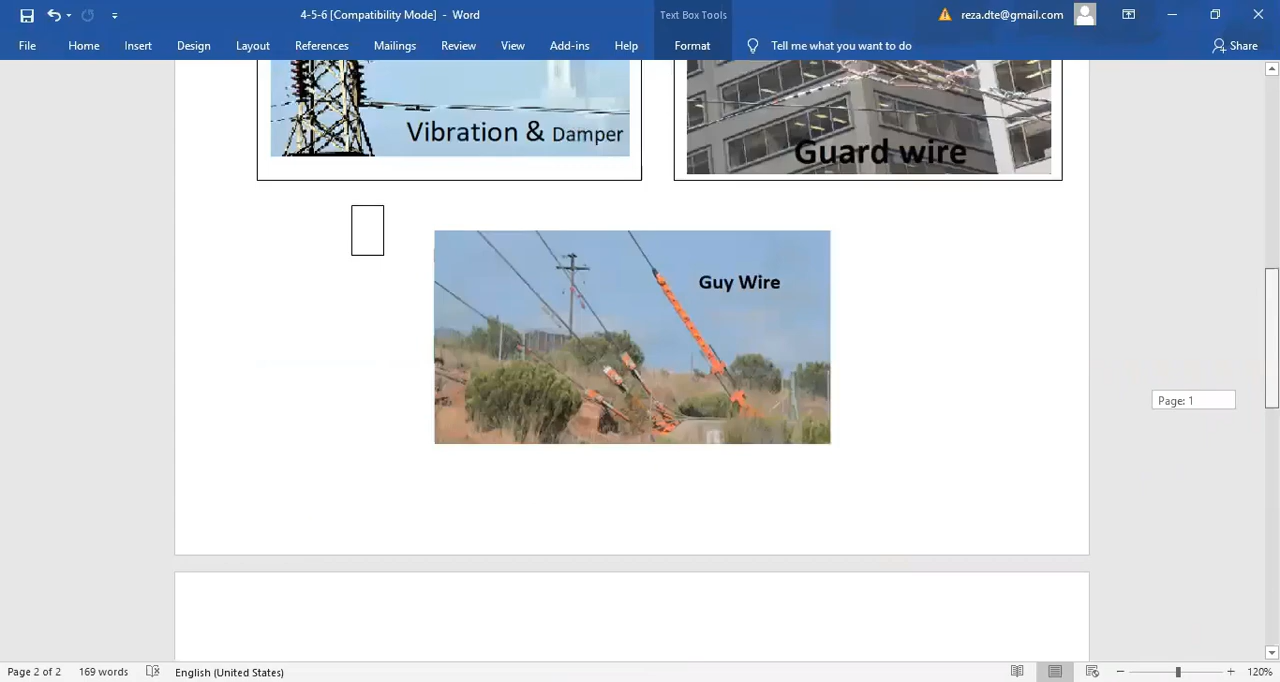 4-5-6 [Compatibility Mode] - Word
Text Box Tools
reza.dte@gmail.com
File
Home
Insert
Design
Layout
References
Mailings
Review
View
Add-ins
Help
Format
Tell me what you want to do
Share
Vibration & Damper
Guard wire
Guy Wire
Page: 1
Page 2 of 2
169 words
English (United States)
120%